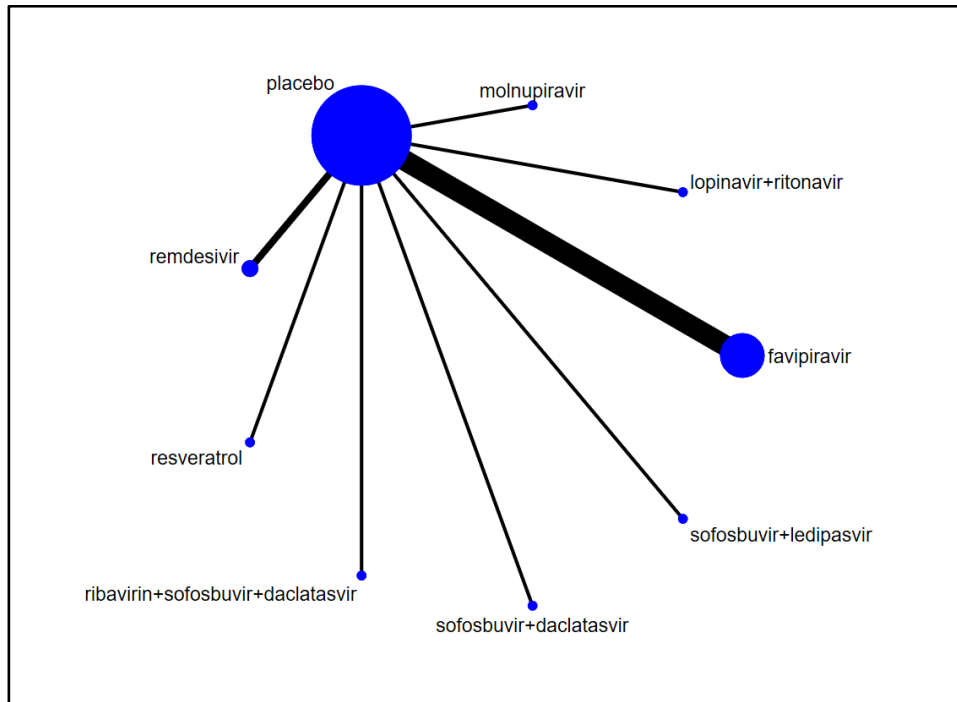 placebo
molnupiravir
lopinavir+ritonavir
remdesivir
favipiravir
resveratrol
sofosbuvir+ledipasvir
ribavirin+sofosbuvir+daclatasvir
sofosbuvir+daclatasvir